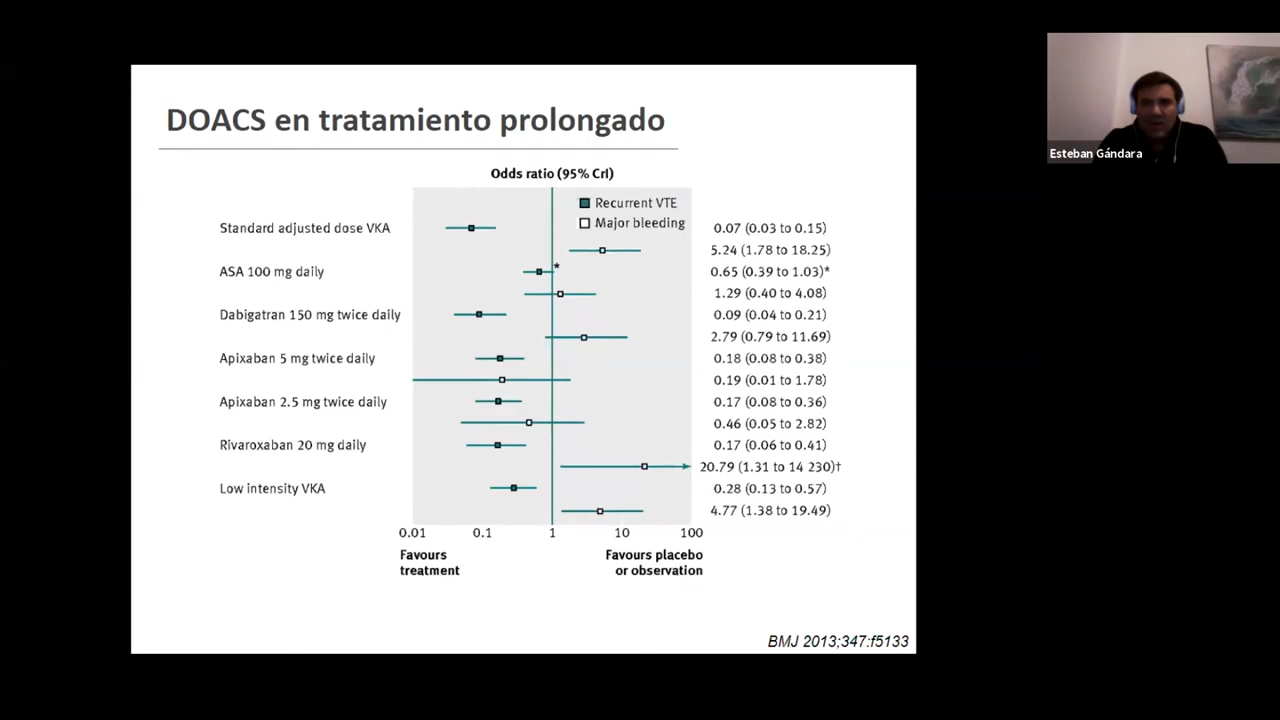 DOACS en tratamiento prolongado
Esteban Gándara
Odds ratio (95% CrI)
Recurrent VTE
Major bleeding
Standard adjusted dose VKA
0.07 (0.03 to 0.15)
5.24 (1.78 to 18.25)
ASA 100 mg daily
*
0.65 (0.39 to 1.03)*
1.29 (0.40 to 4.08)
Dabigatran 150 mg twice daily
0.09 (0.04 to 0.21)
2.79 (0.79 to 11.69)
Apixaban 5 mg twice daily
0.18 (0.08 to 0.38)
0.19 (0.01 to 1.78)
Apixaban 2.5 mg twice daily
0.17 (0.08 to 0.36)
0.46 (0.05 to 2.82)
Rivaroxaban 20 mg daily
0.17 (0.06 to 0.41)
20.79 (1.31 to 14 230)†
Low intensity VKA
0.28 (0.13 to 0.57)
4.77 (1.38 to 19.49)
0.01 0.1 1 10 100
Favours treatment
Favours placebo or observation
BMJ 2013;347:f5133